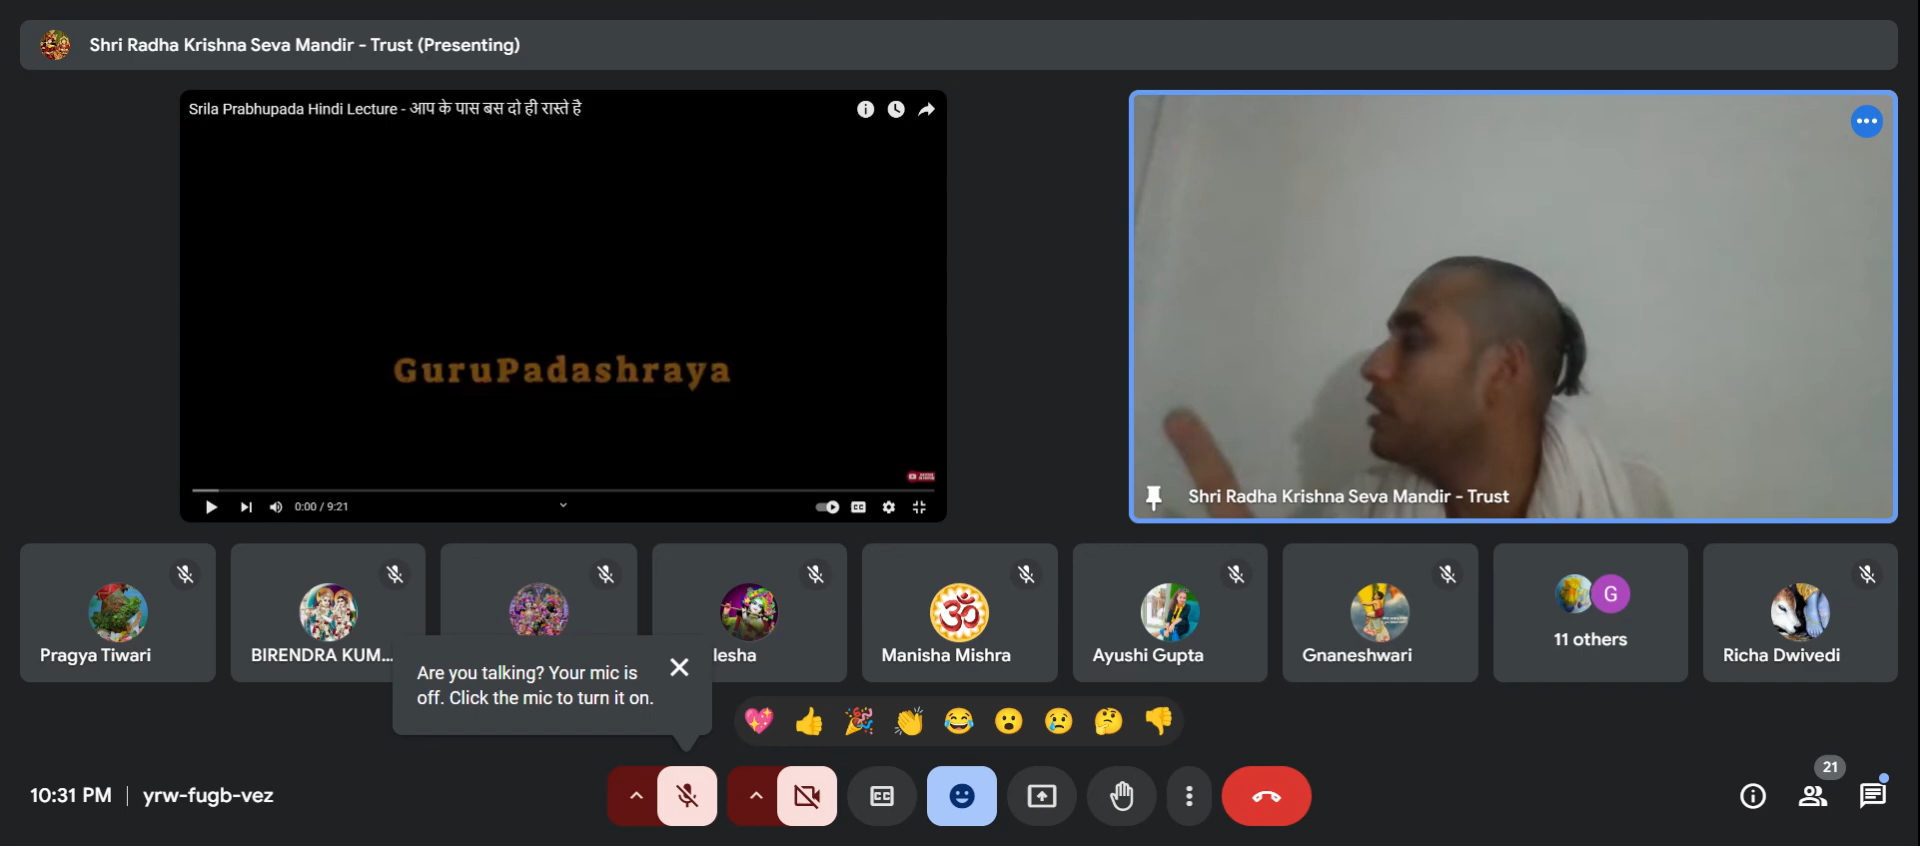 Shri Radha Krishna Seva Mandir - Trust (Presenting)
Srila Prabhupada Hindi Lecture - आप के पास बस दो ही रास्ते है
GuruPadashraya
0:00 / 9:21
Shri Radha Krishna Seva Mandir - Trust
Pragya Tiwari
BIRENDRA KUM...
lesha
Manisha Mishra
Ayushi Gupta
Gnaneshwari
G
11 others
Richa Dwivedi
Are you talking? Your mic is
off. Click the mic to turn it on.
10:31 PM | yrw-fugb-vez
21